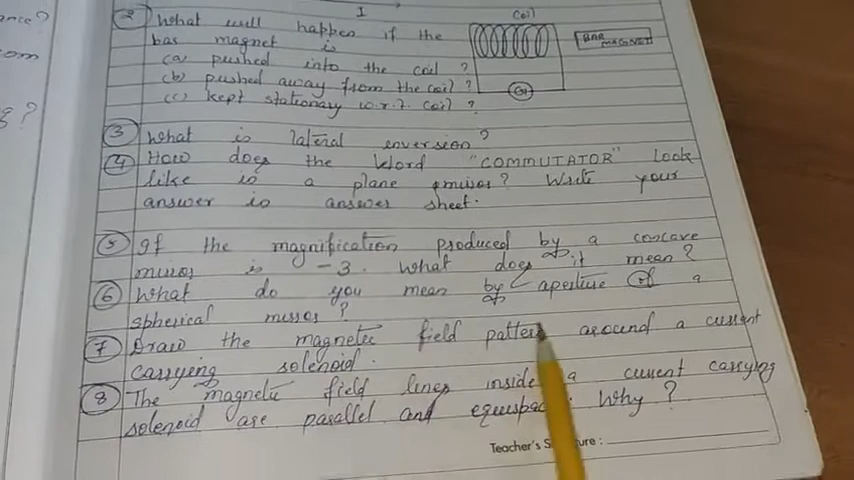 ance?
I
② What will happen if the
Coil
bar magnet is
BAR MAGNET
(a) pushed into the coil ?
(b) pushed away from the coil ?
G
(c) kept stationary w.r.t. coil ?
③ What is lateral inversion ?
④ How does the word "COMMUTATOR" look
like in a plane mirror? Write your
answer in answer sheet.
⑤ If the magnification produced by a concave
mirror is -3. What does it mean?
⑥ What do you mean by aperture of a
spherical mirror ?
⑦ Draw the magnetic field pattern around a current
carrying solenoid.
⑧ The magnetic field lines inside a current carrying
solenoid are parallel and Why ?
Teacher's